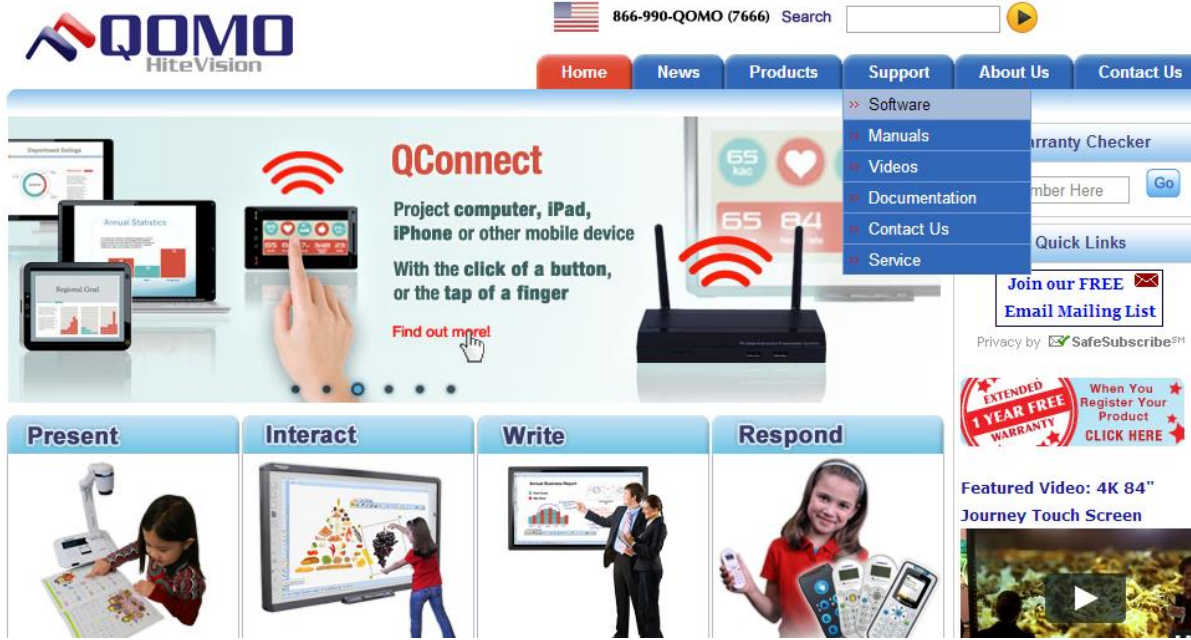 QOMO
HiteVision
866-990-QOMO (7666) Search
Home
News
Products
Support
About Us
Contact Us
Software
Manuals
Videos
Documentation
Contact Us
Service
QConnect
Project computer, iPad,
iPhone or other mobile device
With the click of a button,
or the tap of a finger
Find out more!
Department Settings
Annual Statistics
Regional Goal
65
65 84
Checker
Here
Go
Quick Links
Join our FREE
Email Mailing List
Privacy by SafeSubscribe SM
EXTENDED
1 YEAR FREE
WARRANTY
When You
Register Your
Product
CLICK HERE
Present
Interact
Write
Respond
Annual Business Report
Featured Video: 4K 84"
Journey Touch Screen